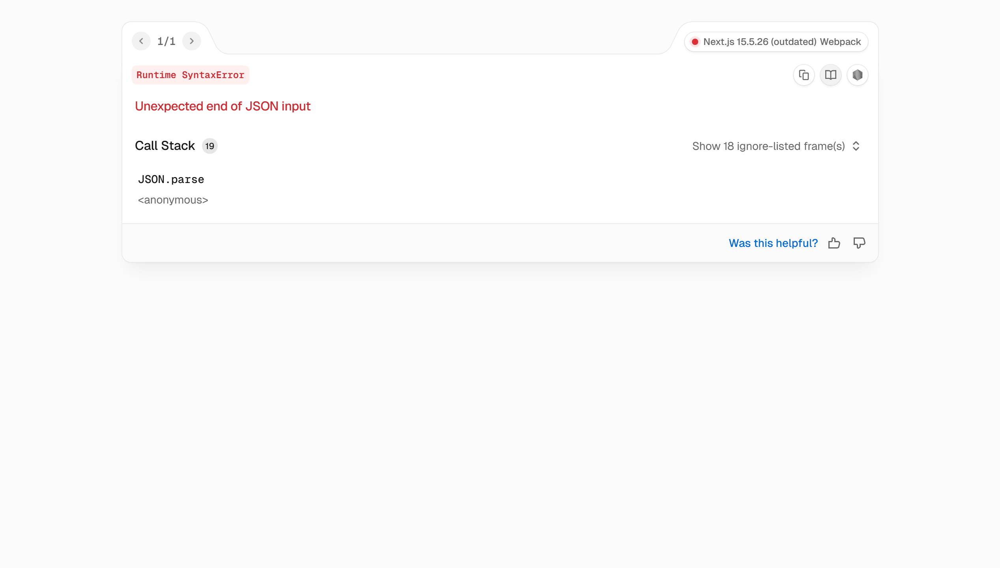 1/1
Next.js 15.5.26 (outdated) Webpack
Runtime SyntaxError
Unexpected end of JSON input
Call Stack 19
Show 18 ignore-listed frame(s)
JSON.parse
<anonymous>
Was this helpful?